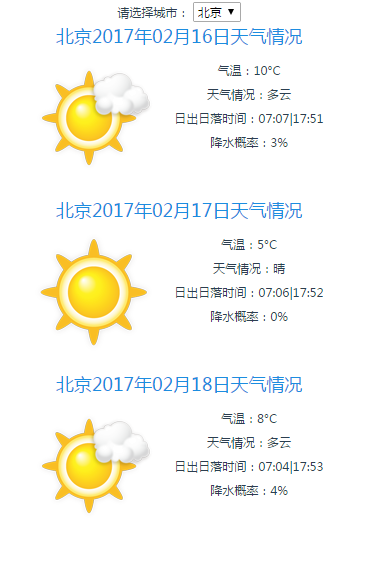 请选择城市： 北京 ▼
北京2017年02月16日天气情况
气温：10°C
天气情况：多云
日出日落时间：07:07|17:51
降水概率：3%
北京2017年02月17日天气情况
气温：5°C
天气情况：晴
日出日落时间：07:06|17:52
降水概率：0%
北京2017年02月18日天气情况
气温：8°C
天气情况：多云
日出日落时间：07:04|17:53
降水概率：4%